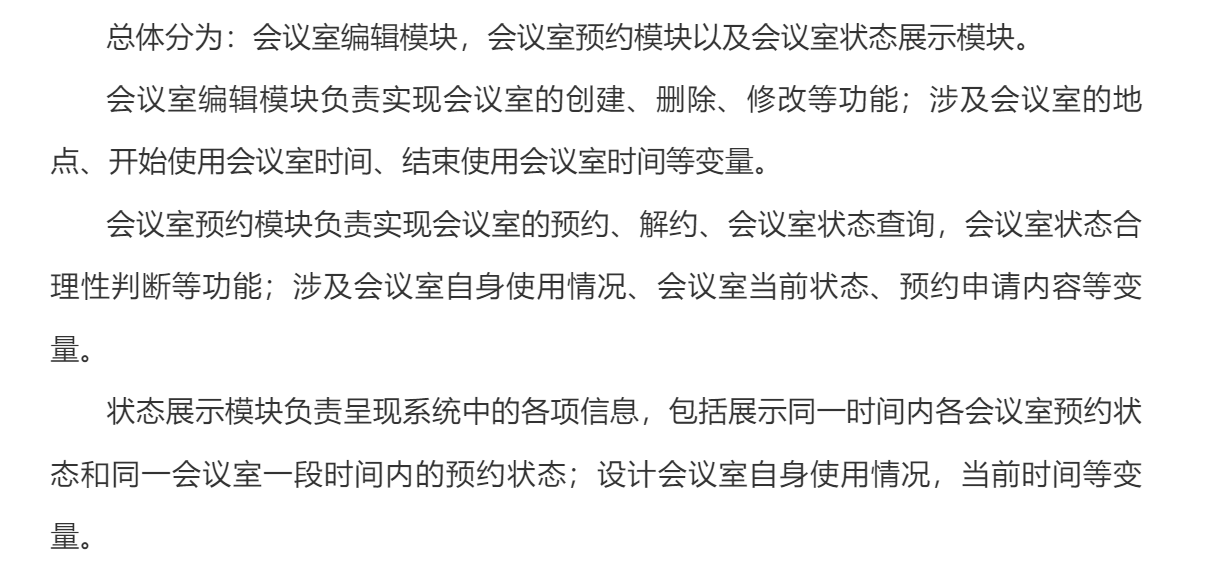 总体分为：会议室编辑模块，会议室预约模块以及会议室状态展示模块。
会议室编辑模块负责实现会议室的创建、删除、修改等功能；涉及会议室的地
点、开始使用会议室时间、结束使用会议室时间等变量。
会议室预约模块负责实现会议室的预约、解约、会议室状态查询，会议室状态合
理性判断等功能；涉及会议室自身使用情况、会议室当前状态、预约申请内容等变
量。
状态展示模块负责呈现系统中的各项信息，包括展示同一时间内各会议室预约状
态和同一会议室一段时间内的预约状态；设计会议室自身使用情况，当前时间等变
量。